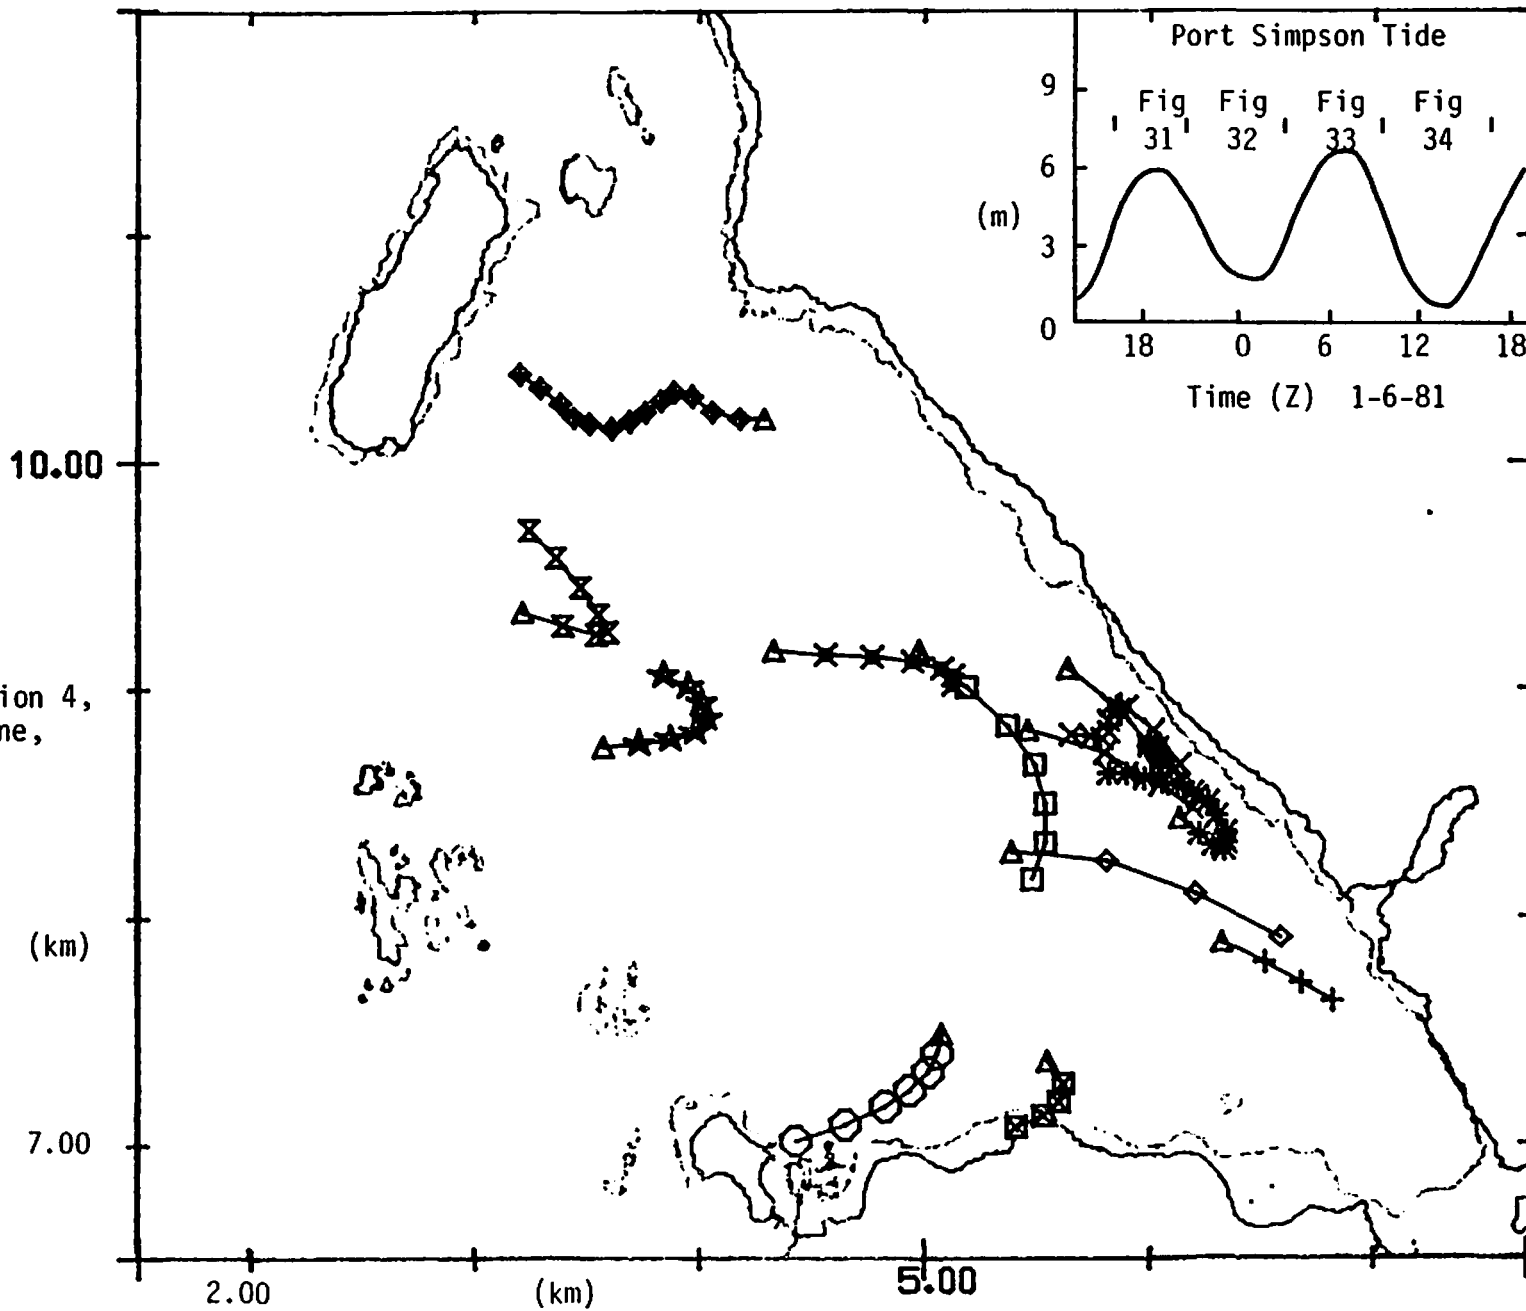 Port Simpson Tide
9
Fig Fig Fig Fig
31 32 33 34
6
(m)
3
0
18 0 6 12 18
Time (Z) 1-6-81
10.00
ion 4,
ne,
(km)
7.00
2.00 (km) 5.00